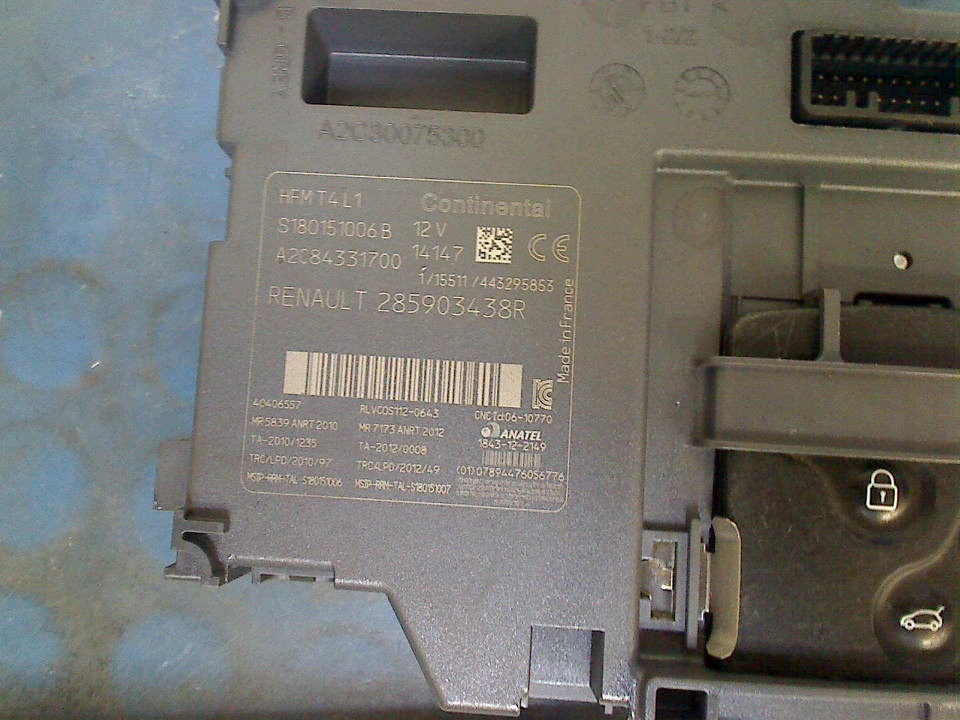 A2C30075300
HFM T4 L1
Continental
S180151006 B 12 V
A2C84331700 14147
1/15511 /443295853
RENAULT 285903438R
Made in France
40406557 RLVCOS112-0643 CNC Id:06-10770
MR 5839 ANRT 2010 MR 7173 ANRT 2012 ANATEL
TA-2010/1235 TA-2012/0008 1843-12-2149
TRC/LPD/2010/97 TRC/LPD/2012/49 (01)07894476056776
MSIP-RRM-TAL-S180151006 MSIP-RRM-TAL-S180151007